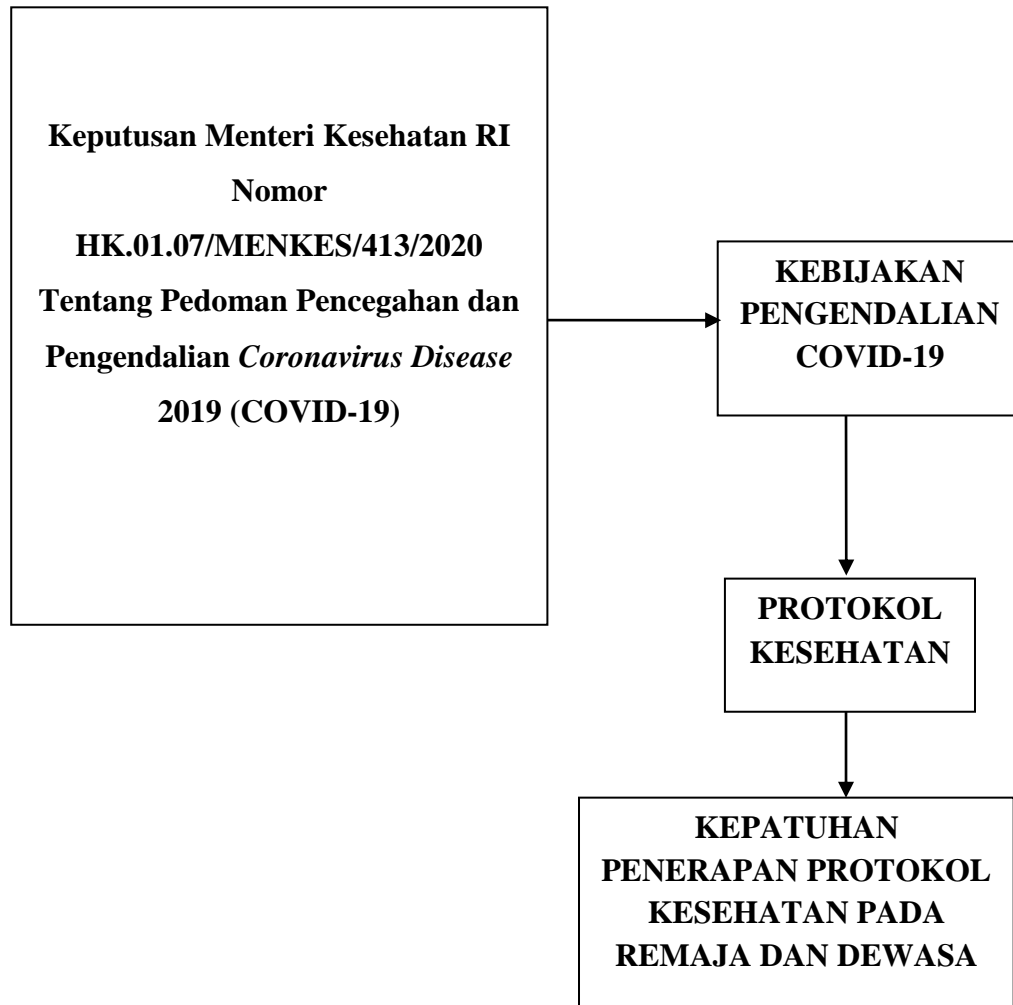 Keputusan Menteri Kesehatan RI
Nomor
HK.01.07/MENKES/413/2020
Tentang Pedoman Pencegahan dan
Pengendalian Coronavirus Disease
2019 (COVID-19)
KEBIJAKAN
PENGENDALIAN
COVID-19
PROTOKOL
KESEHATAN
KEPATUHAN
PENERAPAN PROTOKOL
KESEHATAN PADA
REMAJA DAN DEWASA